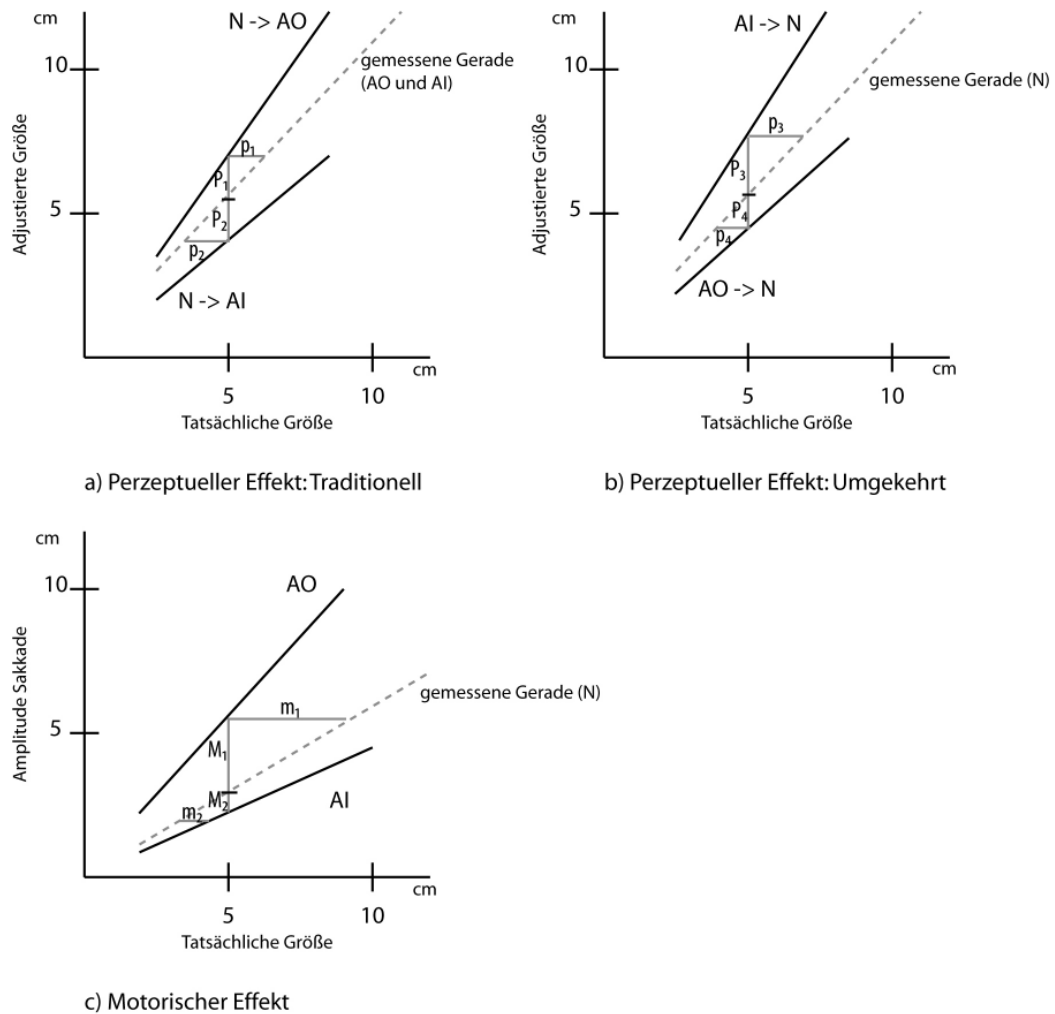 cm
N -> AO
gemessene Gerade
(AO und AI)
10
p1
P1
5
P2
p2
N -> AI
Adjustierte Größe
cm
5
10
Tatsächliche Größe
a) Perzeptueller Effekt: Traditionell
cm
AI -> N
10
gemessene Gerade (N)
p3
P3
5
P4
p4
AO -> N
Adjustierte Größe
cm
5
10
Tatsächliche Größe
b) Perzeptueller Effekt: Umgekehrt
cm
10
AO
gemessene Gerade (N)
m1
5
M1
M2
m2
AI
Amplitude Sakkade
cm
5
10
Tatsächliche Größe
c) Motorischer Effekt